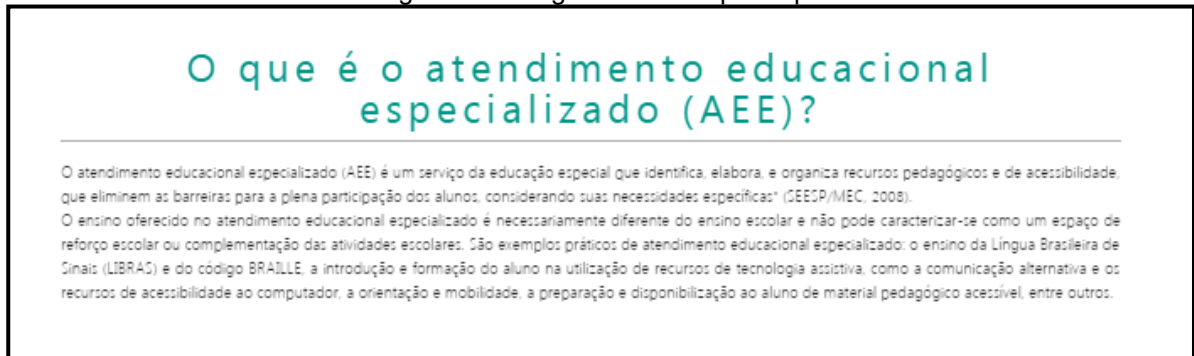 O que é o atendimento educacional
especializado (AEE)?
O atendimento educacional especializado (AEE) é um serviço da educação especial que identifica, elabora, e organiza recursos pedagógicos e de acessibilidade,
que eliminem as barreiras para a plena participação dos alunos, considerando suas necessidades específicas" (SEESP/MEC, 2008).
O ensino oferecido no atendimento educacional especializado é necessariamente diferente do ensino escolar e não pode caracterizar-se como um espaço de
reforço escolar ou complementação das atividades escolares. São exemplos práticos de atendimento educacional especializado: o ensino da Língua Brasileira de
Sinais (LIBRAS) e do código BRAILLE, a introdução e formação do aluno na utilização de recursos de tecnologia assistiva, como a comunicação alternativa e os
recursos de acessibilidade ao computador, a orientação e mobilidade, a preparação e disponibilização ao aluno de material pedagógico acessível, entre outros.